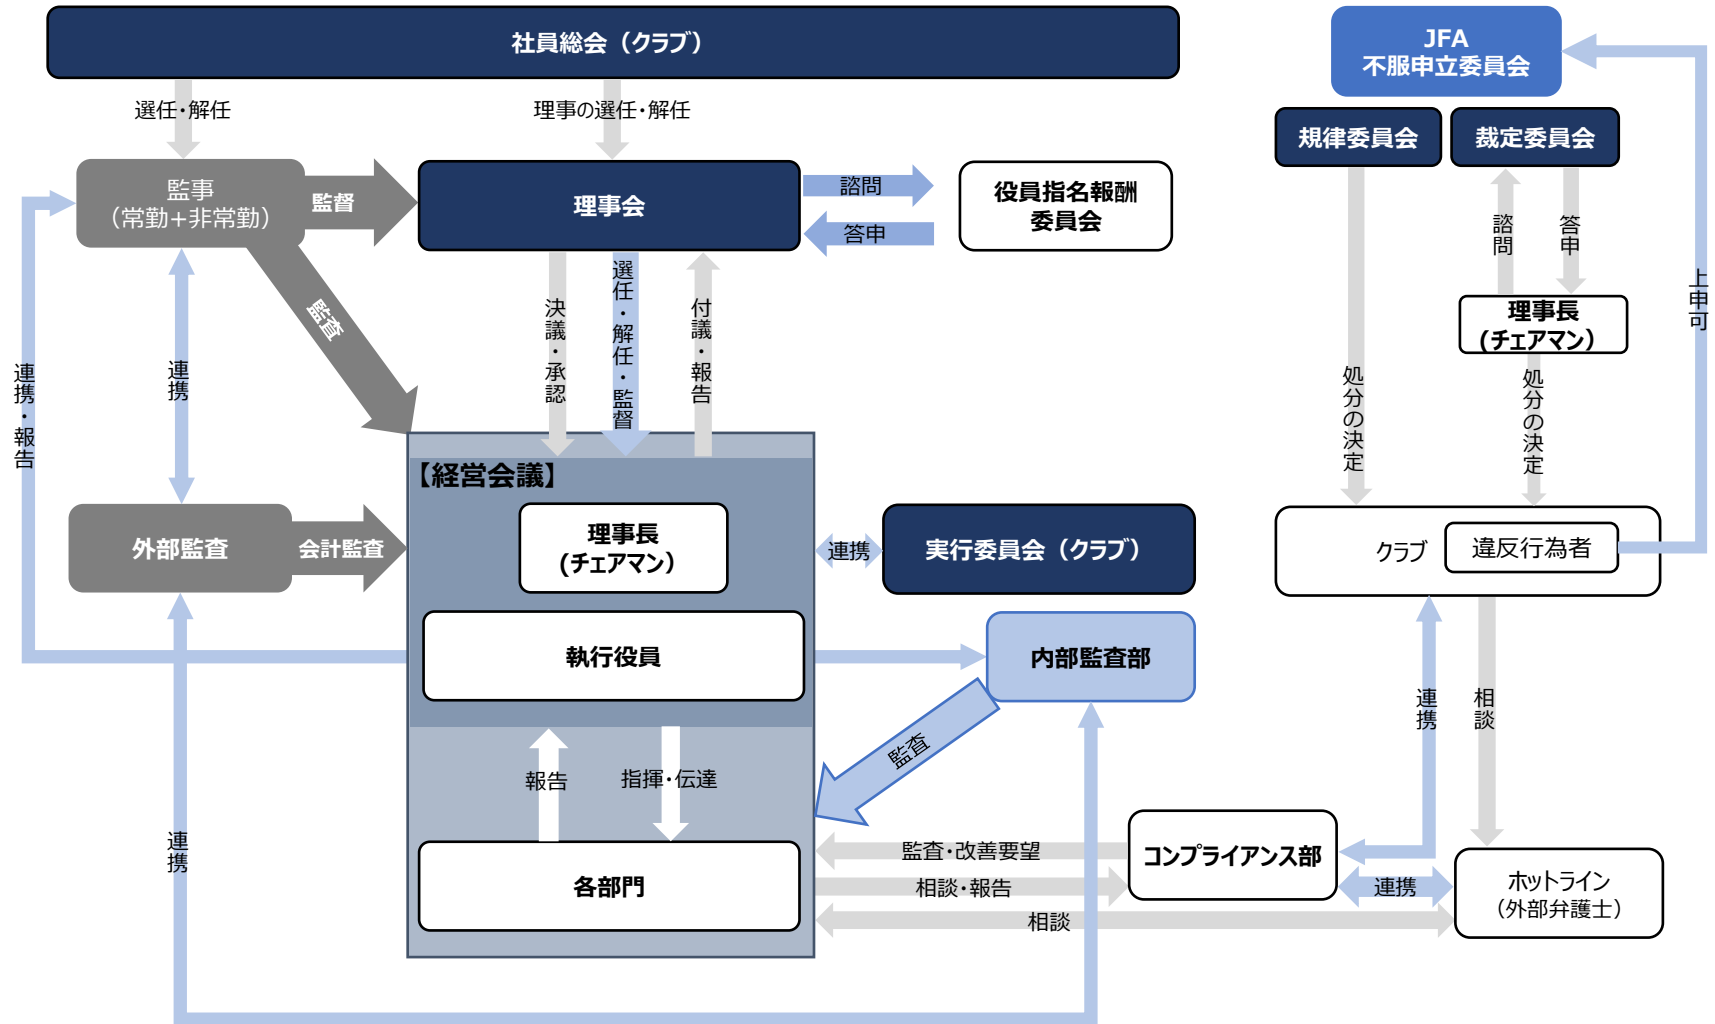 社員総会（クラブ）
JFA
不服申立委員会
選任・解任
理事の選任・解任
規律委員会
裁定委員会
監事
（常勤+非常勤）
監督
理事会
諮問
答申
役員指名報酬
委員会
諮問
答申
上申可
監査
決議・承認
選任・解任・監督
付議・報告
理事長
(チェアマン)
連携・報告
連携
処分の決定
処分の決定
【経営会議】
外部監査
会計監査
理事長
(チェアマン)
連携
実行委員会（クラブ）
クラブ
違反行為者
執行役員
内部監査部
連携
相談
監査
報告
指揮・伝達
連携
監査・改善要望
コンプライアンス部
各部門
相談・報告
連携
ホットライン
（外部弁護士）
相談